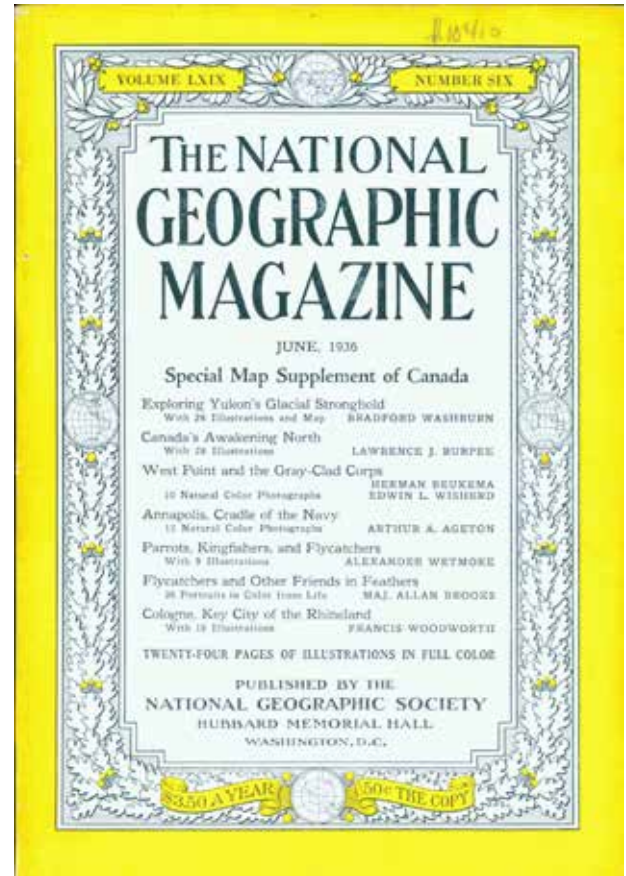 VOLUME LXIX
NUMBER SIX
THE NATIONAL
GEOGRAPHIC
MAGAZINE
JUNE, 1936
Special Map Supplement of Canada
Exploring Yukon's Glacial Stronghold
With 26 Illustrations and Map BRADFORD WASHBURN
Canada's Awakening North
With 28 Illustrations LAWRENCE J. BURPEE
West Point and the Gray-Clad Corps
HERMAN BEUKEMA
10 Natural Color Photographs EDWIN L. WISHERD
Annapolis, Cradle of the Navy
12 Natural Color Photographs ARTHUR A. AGETON
Parrots, Kingfishers, and Flycatchers
With 9 Illustrations ALEXANDER WETMORE
Flycatchers and Other Friends in Feathers
36 Portraits in Color from Life MAJ. ALLAN BROOKS
Cologne, Key City of the Rhineland
With Illustrations FRANCIS WOODWORTH
TWENTY-FOUR PAGES OF ILLUSTRATIONS IN FULL COLOR
PUBLISHED BY THE
NATIONAL GEOGRAPHIC SOCIETY
HUBBARD MEMORIAL HALL
WASHINGTON, D.C.
$3.50 A YEAR
50¢ THE COPY